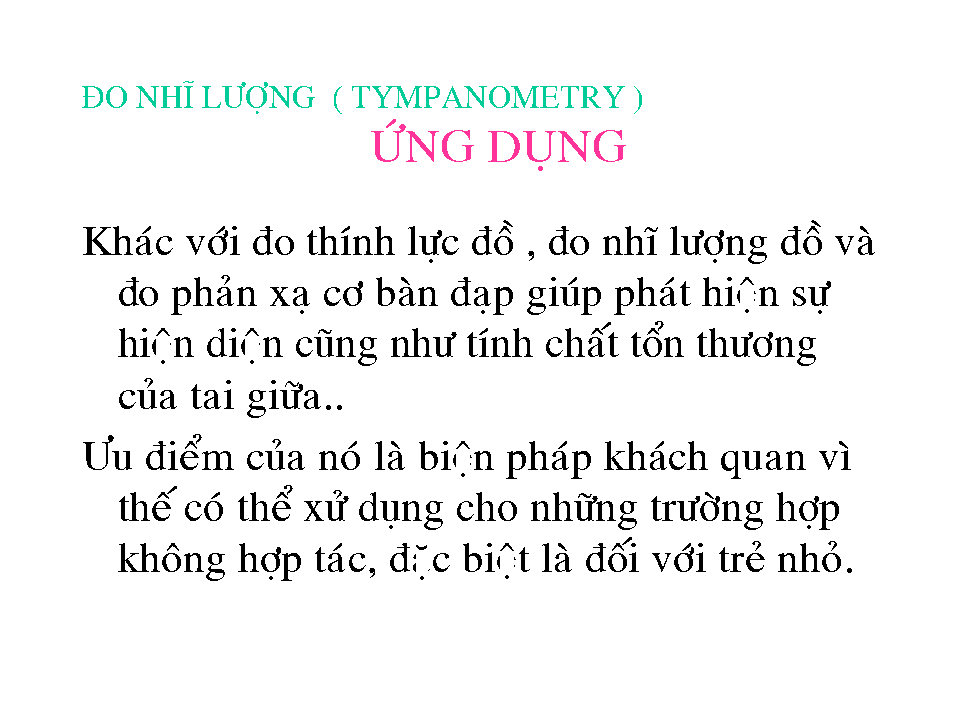 ĐO NHĨ LƯỢNG ( TYMPANOMETRY )
ỨNG DỤNG
Khác với đo thính lực đồ , đo nhĩ lượng đồ và
đo phản xạ cơ bàn đạp giúp phát hiện sự
hiện diện cũng như tính chất tổn thương
của tai giữa..
Ưu điểm của nó là biện pháp khách quan vì
thế có thể xử dụng cho những trường hợp
không hợp tác, đặc biệt là đối với trẻ nhỏ.